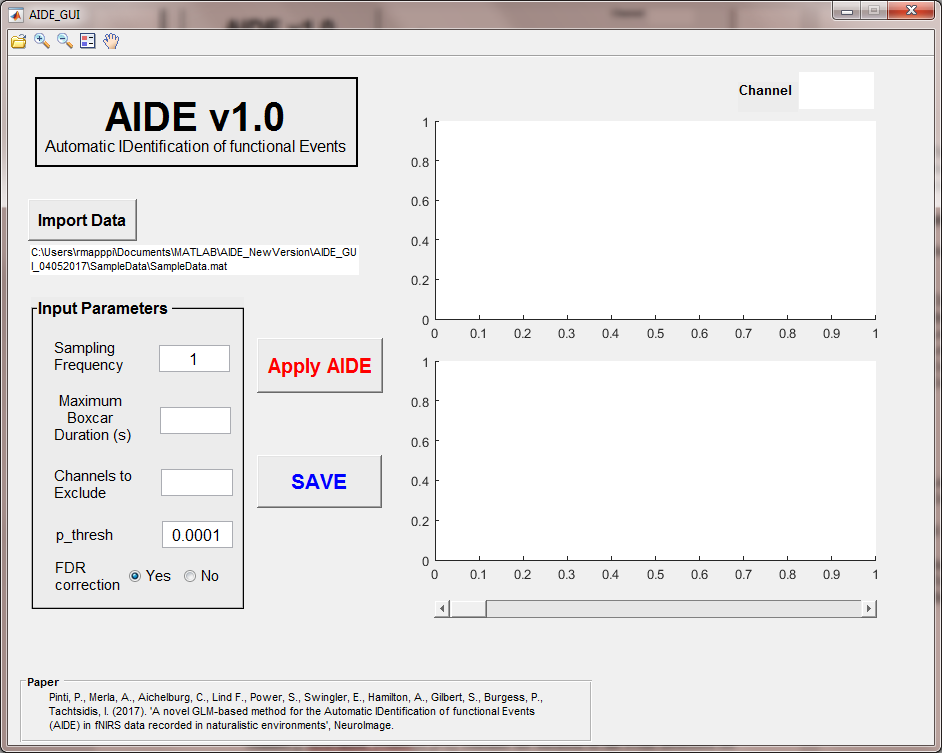 AIDE_GUI
AIDE v1.0
Automatic IDentification of functional Events
Import Data
C:\Users\rmapppi\Documents\MATLAB\AIDE_NewVersion\AIDE_GU
I_04052017\SampleData\SampleData.mat
Input Parameters
Sampling
Frequency
1
Maximum
Boxcar
Duration (s)
Channels to
Exclude
p_thresh
0.0001
FDR
correction
Yes
No
Apply AIDE
SAVE
Channel
1
0.8
0.6
0.4
0.2
0
0 0.1 0.2 0.3 0.4 0.5 0.6 0.7 0.8 0.9 1
1
0.8
0.6
0.4
0.2
0
0 0.1 0.2 0.3 0.4 0.5 0.6 0.7 0.8 0.9 1
Paper
Pinti, P., Merla, A., Aichelburg, C., Lind F., Power, S., Swingler, E., Hamilton, A., Gilbert, S., Burgess, P.,
Tachtsidis, I. (2017). 'A novel GLM-based method for the Automatic IDentification of functional Events
(AIDE) in fNIRS data recorded in naturalistic environments', NeuroImage.